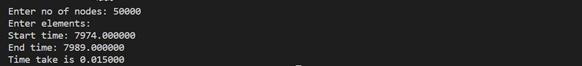 Enter no of nodes: 50000
Enter elements:
Start time: 7974.000000
End time: 7989.000000
Time take is 0.015000